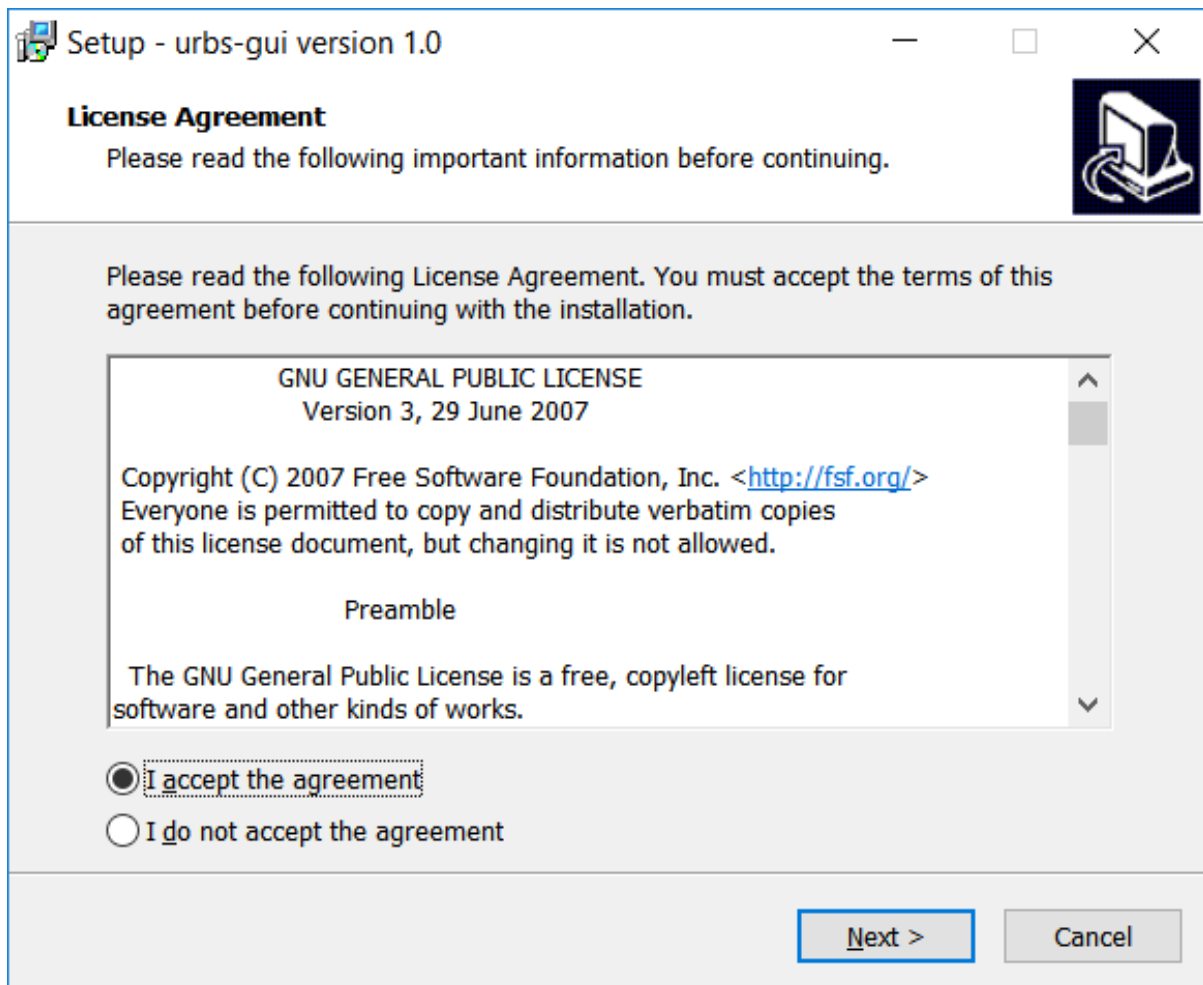 Setup - urbs-gui version 1.0
License Agreement
Please read the following important information before continuing.
Please read the following License Agreement. You must accept the terms of this
agreement before continuing with the installation.
GNU GENERAL PUBLIC LICENSE
Version 3, 29 June 2007
Copyright (C) 2007 Free Software Foundation, Inc. <http://fsf.org/>
Everyone is permitted to copy and distribute verbatim copies
of this license document, but changing it is not allowed.
Preamble
The GNU General Public License is a free, copyleft license for
software and other kinds of works.
I accept the agreement
I do not accept the agreement
Next >
Cancel